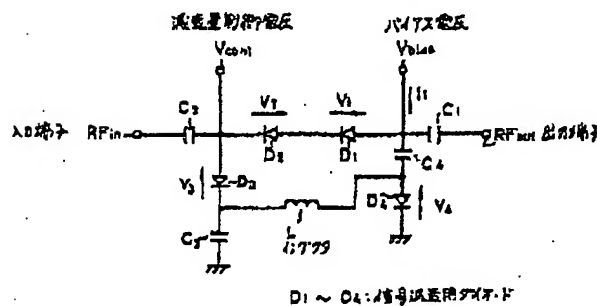 減衰量制御電圧
バイアス電圧
Vcont
Vbias
I1
C2
V2
V1
C1
入力端子 RFin
RFout 出力端子
D2
D1
C4
V3
D3
D4
V4
L
インダクタ
C3
D1 ~ D4:信号減衰用ダイオード